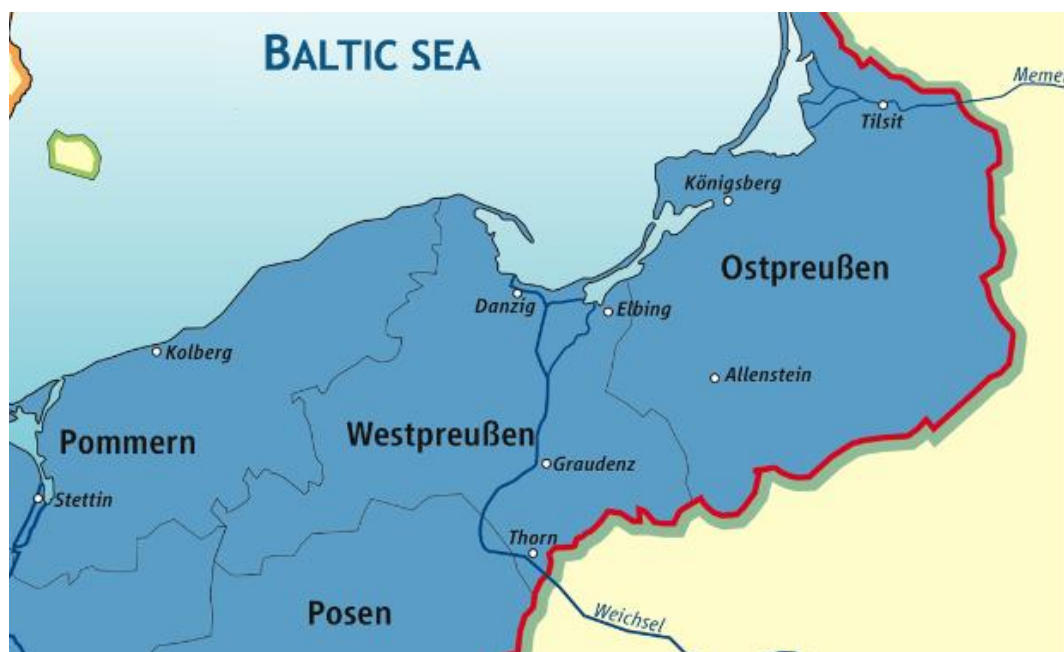 BALTIC SEA
Memel
Tilsit
Königsberg
Ostpreußen
Danzig
Elbing
Kolberg
Allenstein
Pommern
Westpreußen
Graudenz
Stettin
Thorn
Posen
Weichsel